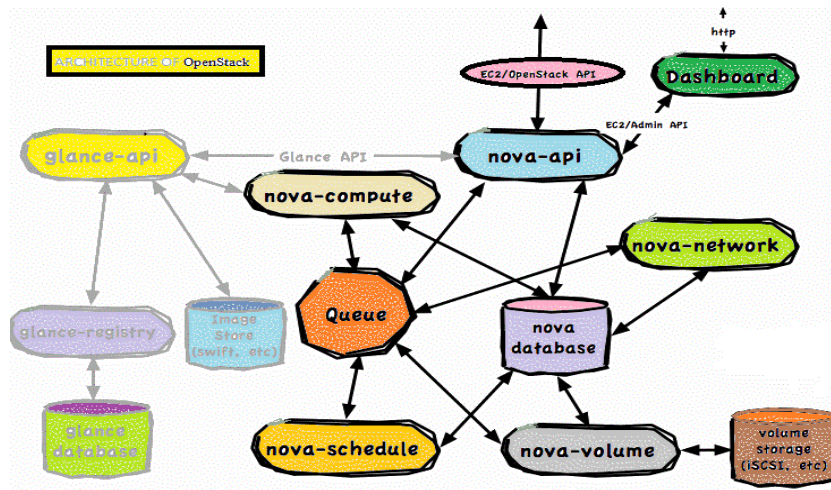 http
ARCHITECTURE OF OpenStack
EC2/OpenStack API
Dashboard
EC2/Admin API
glance-api
Glance API
nova-api
nova-compute
nova-network
glance-registry
Image
Store
(swift, etc)
Queue
nova
database
glance
database
nova-schedule
nova-volume
volume
storage
(iSCSI, etc)